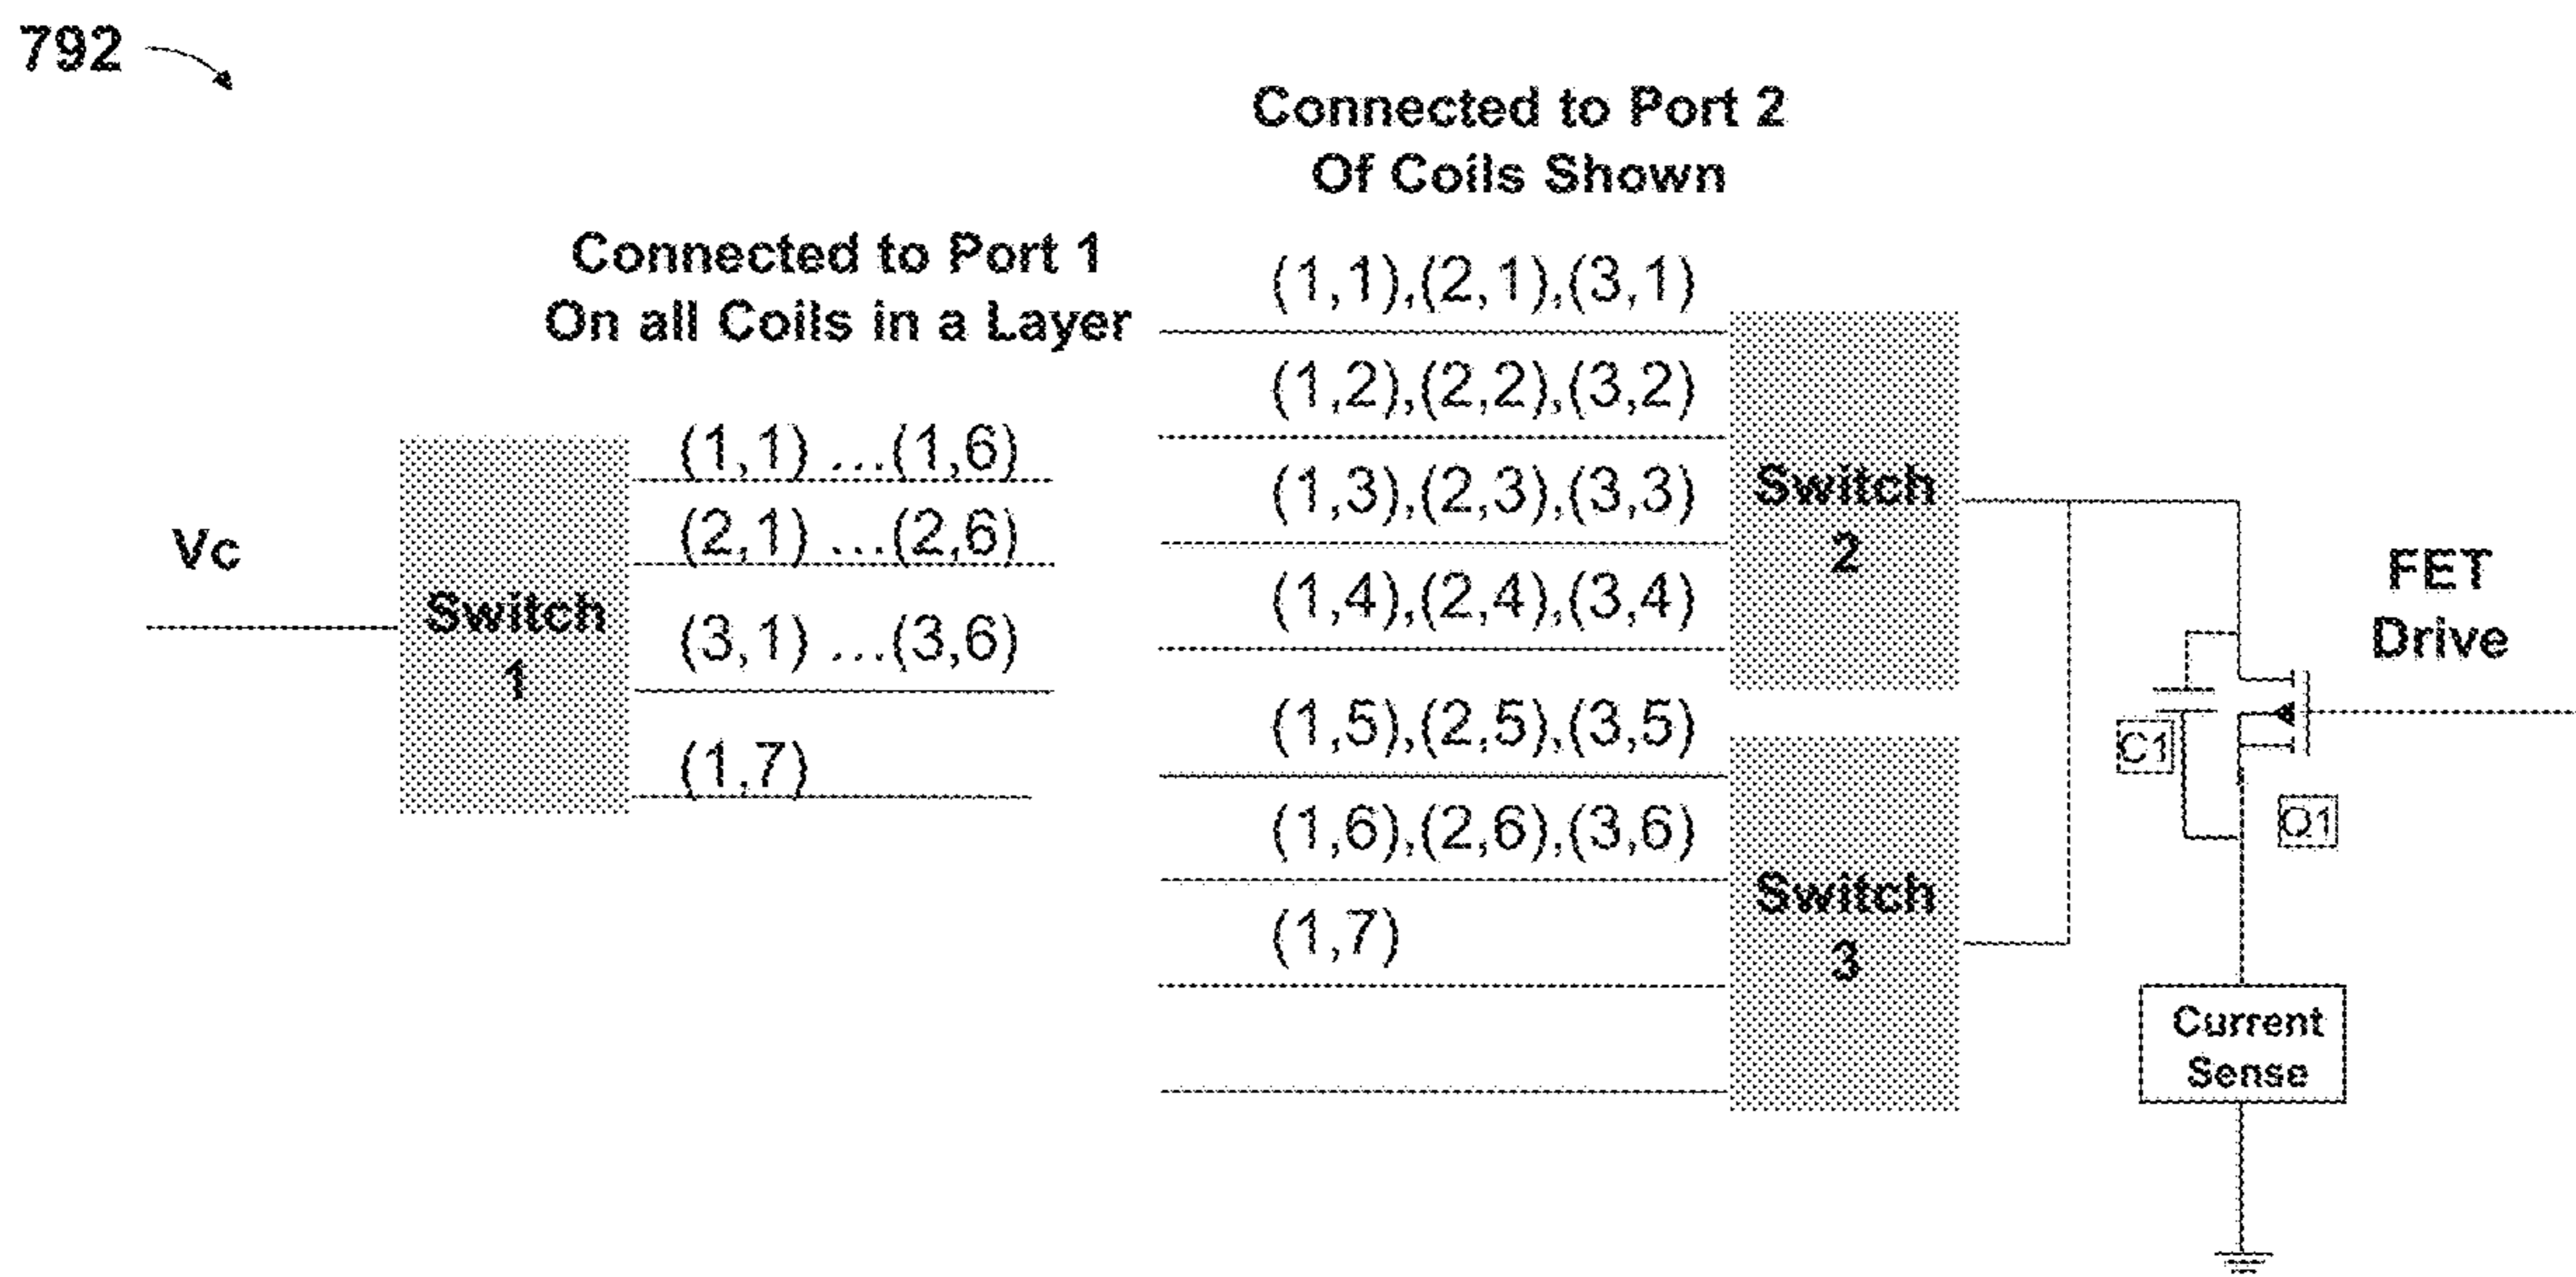 792
Connected to Port 2
Of Coils Shown
Connected to Port 1
On all Coils in a Layer
(1,1),(2,1),(3,1)
(1,2),(2,2),(3,2)
(1,3),(2,3),(3,3)
(1,4),(2,4),(3,4)
(1,5),(2,5),(3,5)
(1,6),(2,6),(3,6)
(1,7)
(1,1) ...(1,6)
(2,1) ...(2,6)
(3,1) ...(3,6)
(1,7)
Vc
Switch
1
Switch
2
Switch
3
FET
Drive
C1
Q1
Current
Sense